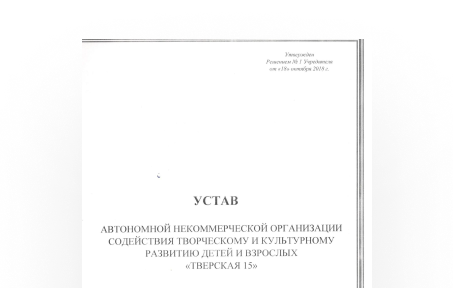 Утвержден
Решением № 1 Учредителя
от «18» октября 2019 г.
УСТАВ
АВТОНОМНОЙ НЕКОММЕРЧЕСКОЙ ОРГАНИЗАЦИИ
СОДЕЙСТВИЯ ТВОРЧЕСКОМУ И КУЛЬТУРНОМУ
РАЗВИТИЮ ДЕТЕЙ И ВЗРОСЛЫХ
«ТВЕРСКАЯ 15»